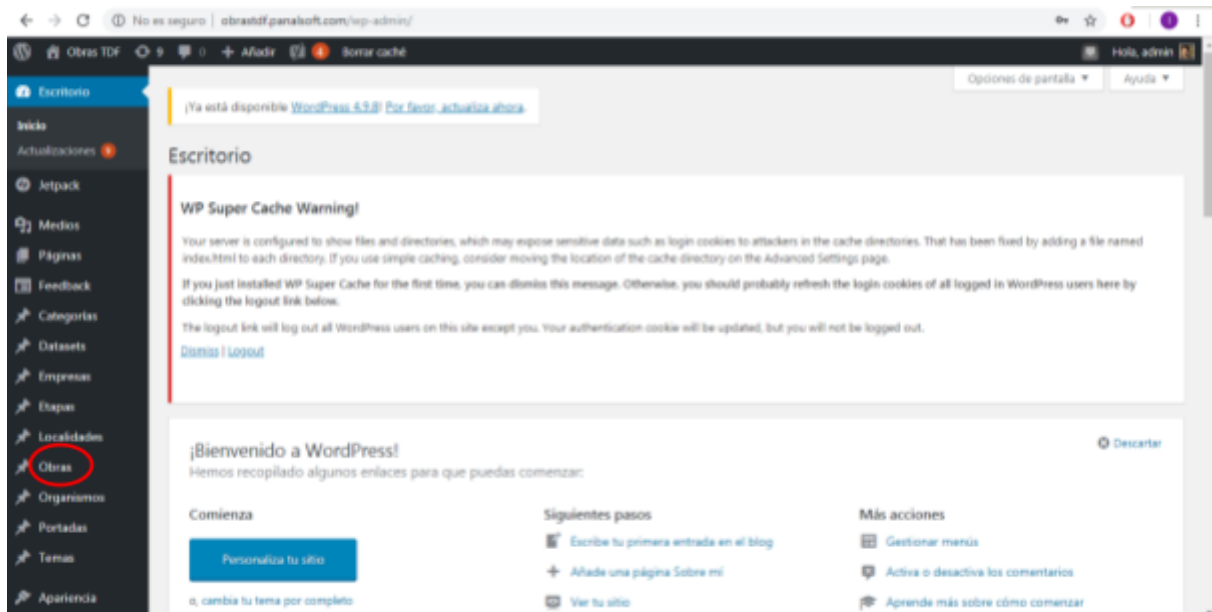 No es seguro | obrastdf.panalsoft.com/wp-admin/
Obras TDF 9 0 + Añadir 4 Borrar caché Hola, admin
Opciones de pantalla Ayuda
Escritorio
Inicio
Actualizaciones 9
Jetpack
Medios
Páginas
Feedback
Categorías
Datasets
Empresas
Etapas
Localidades
Obras
Organismos
Portadas
Temas
Apariencia
¡Ya está disponible WordPress 4.9.8! Por favor, actualiza ahora.
Escritorio
WP Super Cache Warning!
Your server is configured to show files and directories, which may expose sensitive data such as login cookies to attackers in the cache directories. That has been fixed by adding a file named
index.html to each directory. If you use simple caching, consider moving the location of the cache directory on the Advanced Settings page.
If you just installed WP Super Cache for the first time, you can dismiss this message. Otherwise, you should probably refresh the login cookies of all logged in WordPress users here by
clicking the logout link below.
The logout link will log out all WordPress users on this site except you. Your authentication cookie will be updated, but you will not be logged out.
Dismiss | Logout
¡Bienvenido a WordPress!
Descartar
Hemos recopilado algunos enlaces para que puedas comenzar:
Comienza
Personaliza tu sitio
o, cambia tu tema por completo
Siguientes pasos
Escribe tu primera entrada en el blog
Añade una página Sobre mí
Ver tu sitio
Más acciones
Gestionar menús
Activa o desactiva los comentarios
Aprende más sobre cómo comenzar